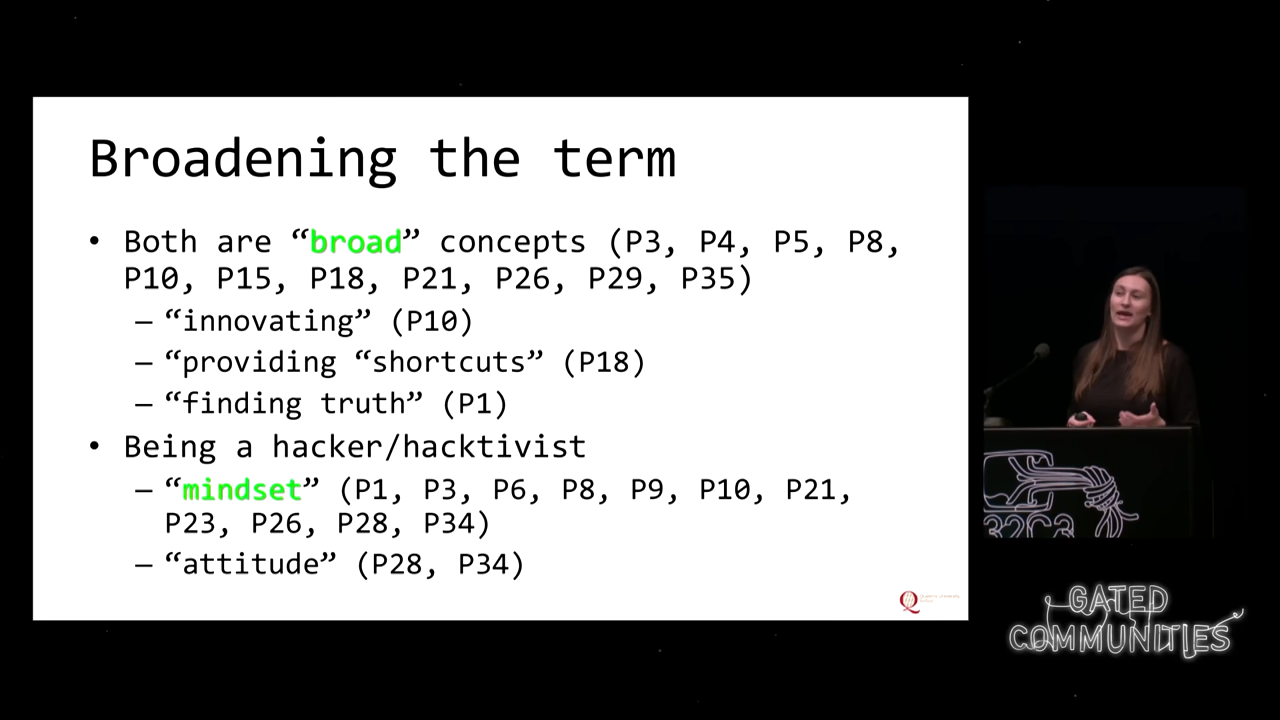 Broadening the term
• Both are “broad” concepts (P3, P4, P5, P8,
P10, P15, P18, P21, P26, P29, P35)
– “innovating” (P10)
– “providing “shortcuts” (P18)
– “finding truth” (P1)
• Being a hacker/hacktivist
– “mindset” (P1, P3, P6, P8, P9, P10, P21,
P23, P26, P28, P34)
– “attitude” (P28, P34)
32C3
GATED
COMMUNITIES